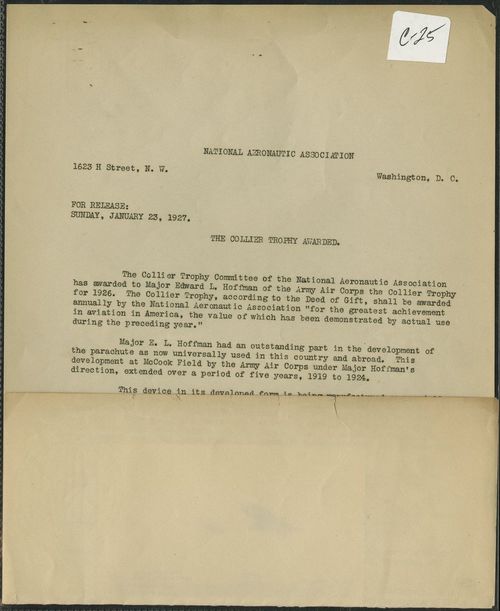 C-25
NATIONAL AERONAUTIC ASSOCIATION
1623 H Street, N. W.
Washington, D. C.
FOR RELEASE:
SUNDAY, JANUARY 23, 1927.
THE COLLIER TROPHY AWARDED.
The Collier Trophy Committee of the National Aeronautic Association
has awarded to Major Edward L. Hoffman of the Army Air Corps the Collier Trophy
for 1926. The Collier Trophy, according to the Deed of Gift, shall be awarded
annually by the National Aeronautic Association "for the greatest achievement
in aviation in America, the value of which has been demonstrated by actual use
during the preceding year."
Major E. L. Hoffman had an outstanding part in the development of
the parachute as now universally used in this country and abroad. This
development at McCook Field by the Army Air Corps under Major Hoffman's
direction, extended over a period of five years, 1919 to 1924.
This device in its developed form is being